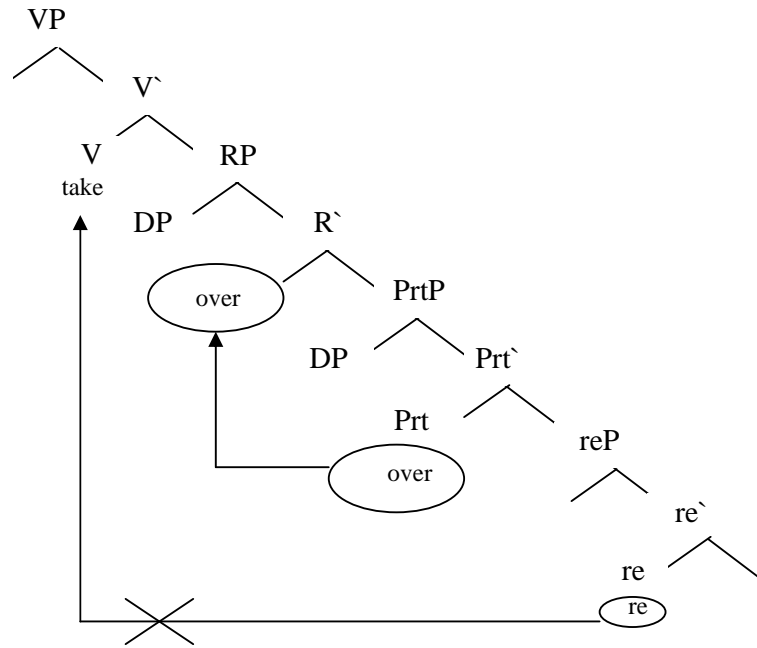 VP
V`
V
RP
take
DP
R`
over
PrtP
DP
Prt`
Prt
reP
over
re`
re
re